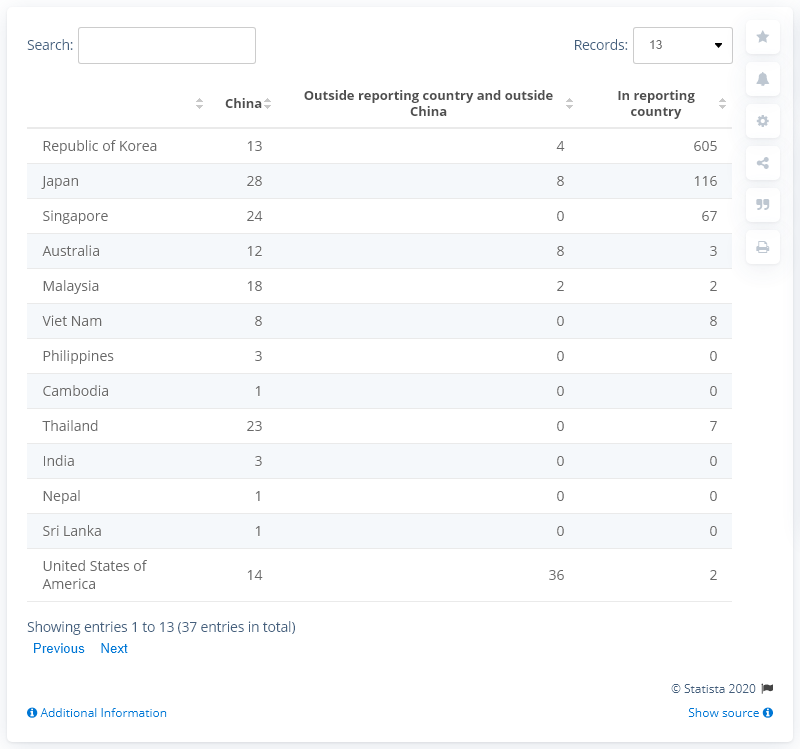 Search:
Records: 13
China Outside reporting country and outside China In reporting country
Republic of Korea 13 4 605
Japan 28 8 116
Singapore 24 0 67
Australia 12 8 3
Malaysia 18 2 2
Viet Nam 8 0 8
Philippines 3 0 0
Cambodia 1 0 0
Thailand 23 0 7
India 3 0 0
Nepal 1 0 0
Sri Lanka 1 0 0
United States of America 14 36 2
Showing entries 1 to 13 (37 entries in total)
Previous Next
© Statista 2020
Additional Information
Show source